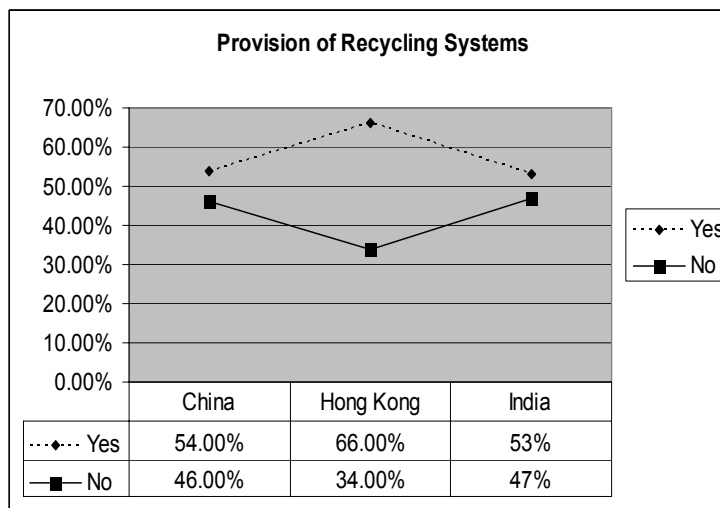 Provision of Recycling Systems
70.00%
60.00%
50.00%
40.00%
30.00%
20.00%
10.00%
0.00%
China Hong Kong India
Yes 54.00% 66.00% 53%
No 46.00% 34.00% 47%
Yes
No